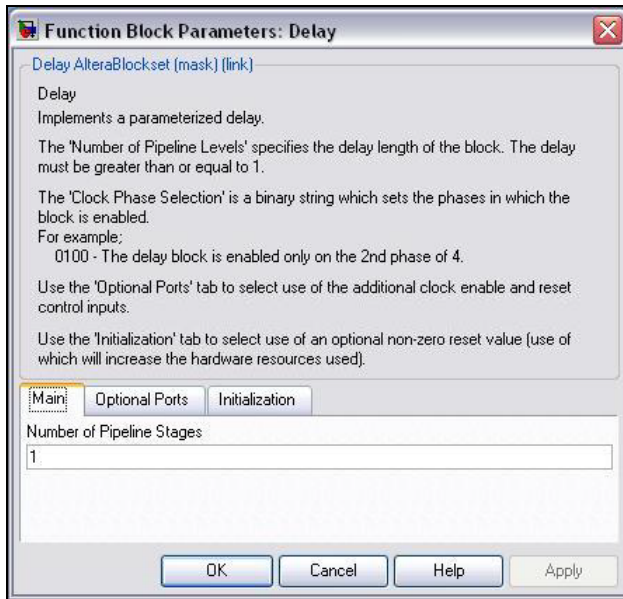 Function Block Parameters: Delay
Delay AlteraBlockset (mask) (link)
Delay
Implements a parameterized delay.
The 'Number of Pipeline Levels' specifies the delay length of the block. The delay
must be greater than or equal to 1.
The 'Clock Phase Selection' is a binary string which sets the phases in which the
block is enabled.
For example;
0100 - The delay block is enabled only on the 2nd phase of 4.
Use the 'Optional Ports' tab to select use of the additional clock enable and reset
control inputs.
Use the 'Initialization' tab to select use of an optional non-zero reset value (use of
which will increase the hardware resources used).
Main Optional Ports Initialization
Number of Pipeline Stages
1
OK Cancel Help Apply